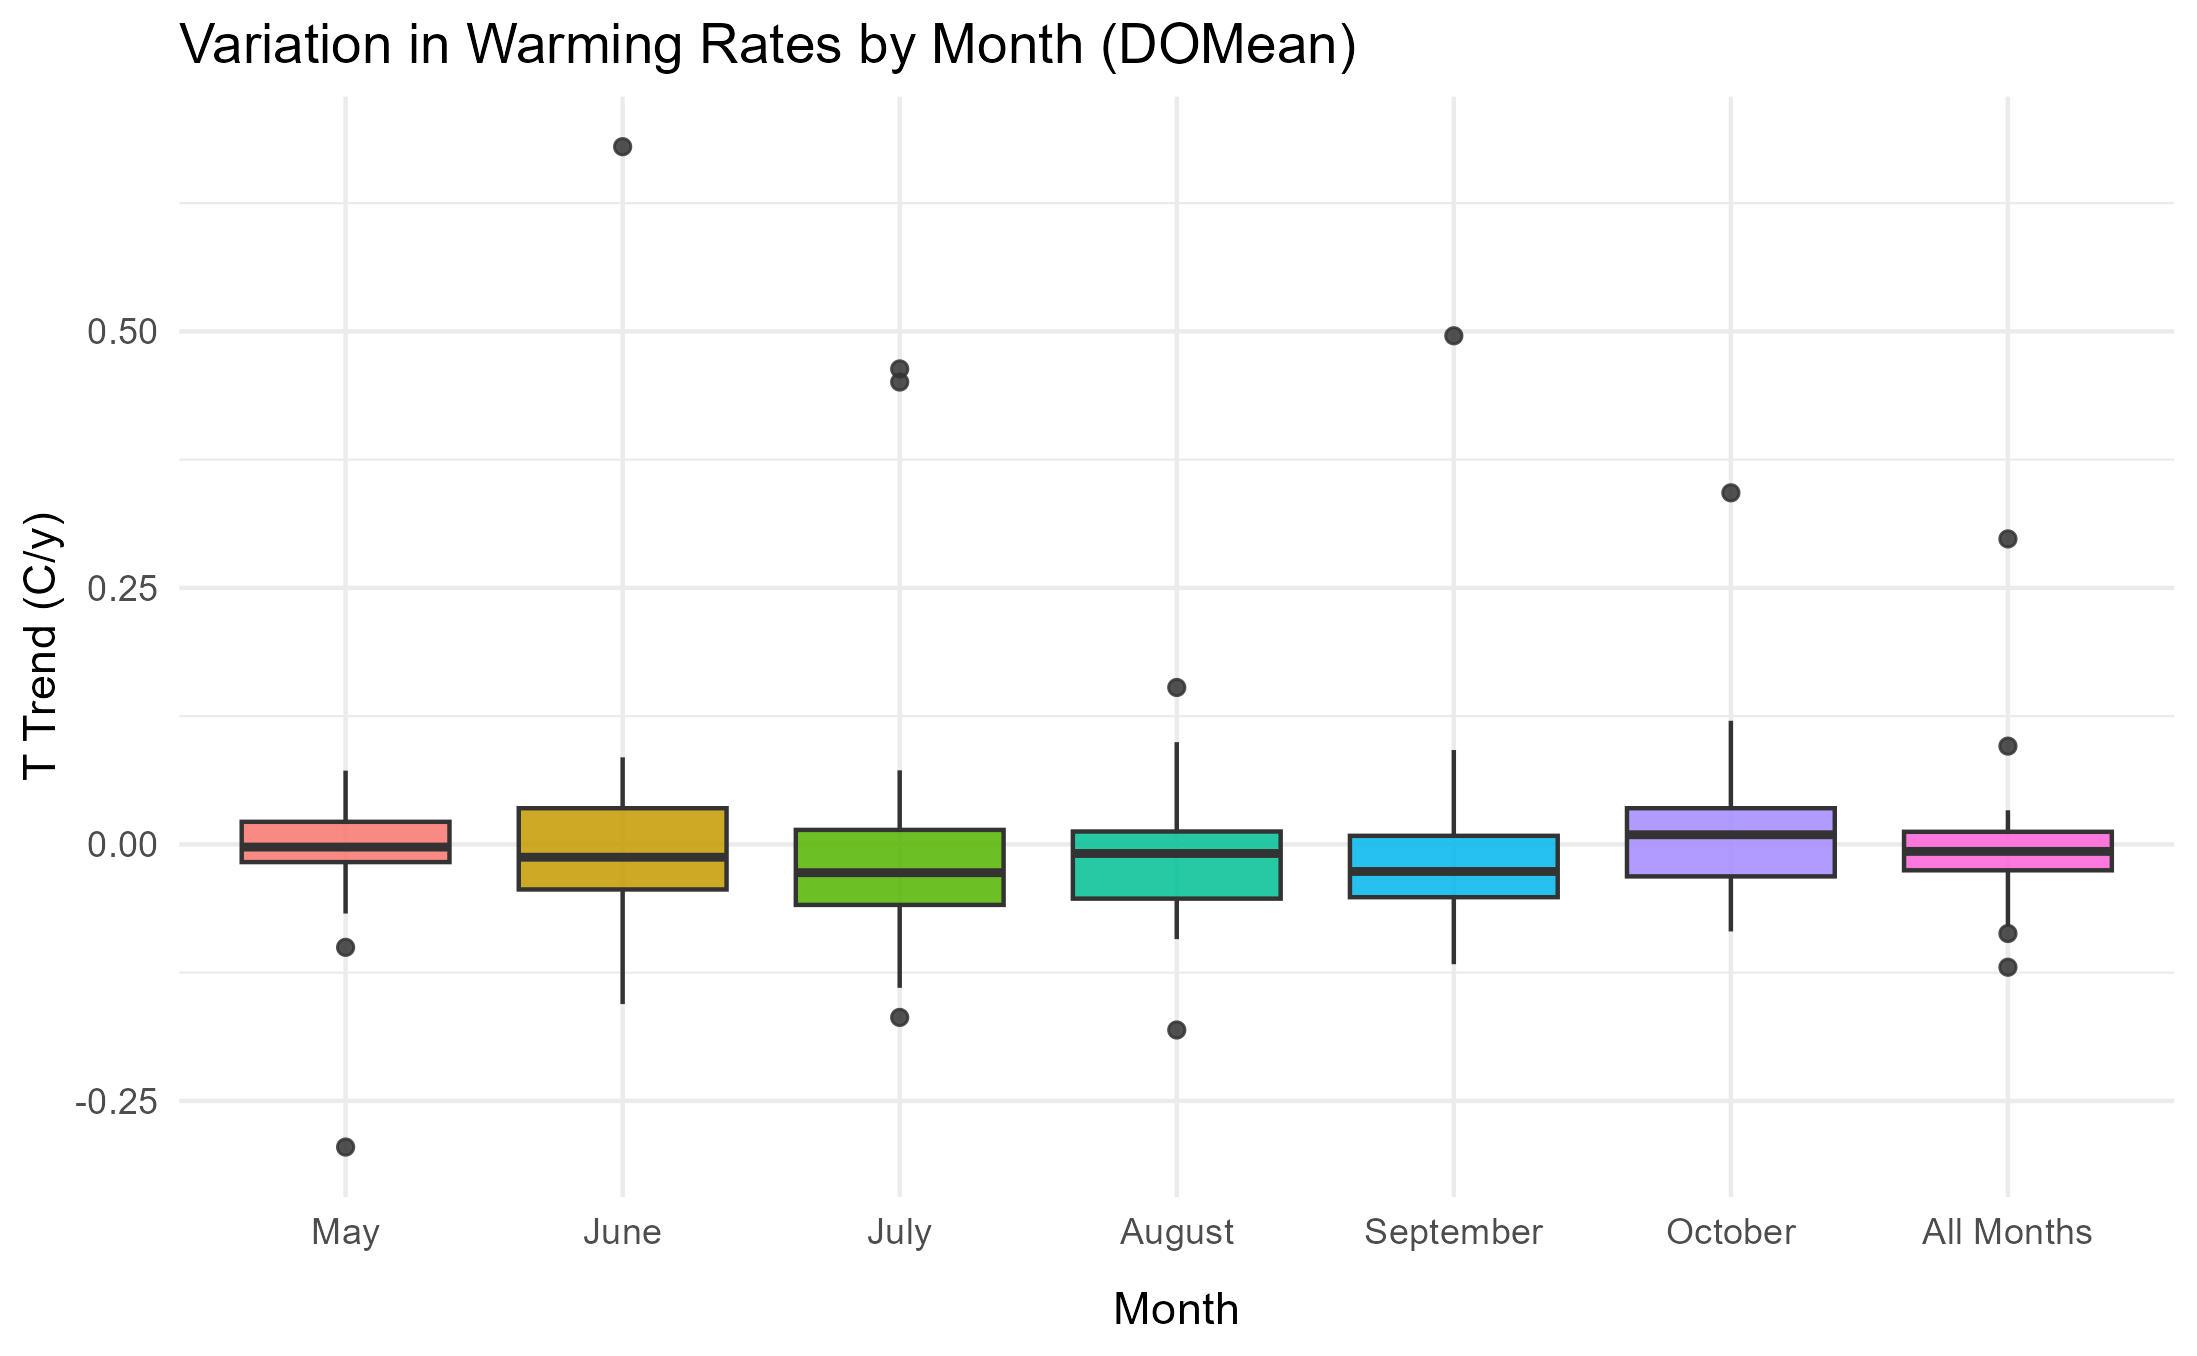 Variation in Warming Rates by Month (DOMean)
T Trend (C/y)
0.50
0.25
0.00
-0.25
May June July August September October All Months
Month